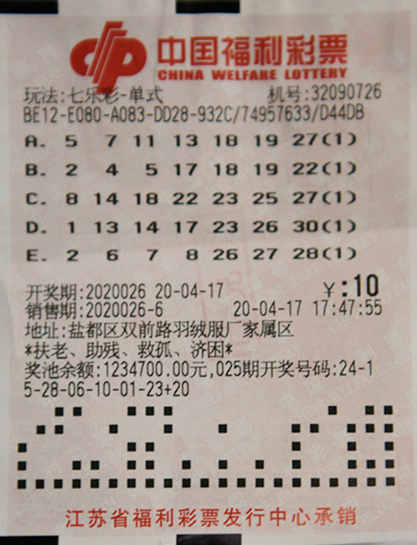 中国福利彩票
CHINA WELFARE LOTTERY
玩法:七乐彩-单式 机号:32090726
BE12-E080-A083-DD28-932C/74957633/D44DB
A. 5 7 11 13 18 19 27(1)
B. 2 4 5 17 18 19 22(1)
C. 8 14 18 22 23 25 27(1)
D. 1 13 14 17 23 26 30(1)
E. 2 4 6 7 8 26 27 28(1)
开奖期:2020026 20-04-17 ¥:10
销售期:2020026-6 20-04-17 17:47:55
地址:盐都区双前路羽绒服厂家属区
*扶老、助残、救孤、济困*
奖池余额:1234700.00元,025期开奖号码:24-1
5-28-06-10-01-23+20
江苏省福利彩票发行中心承销